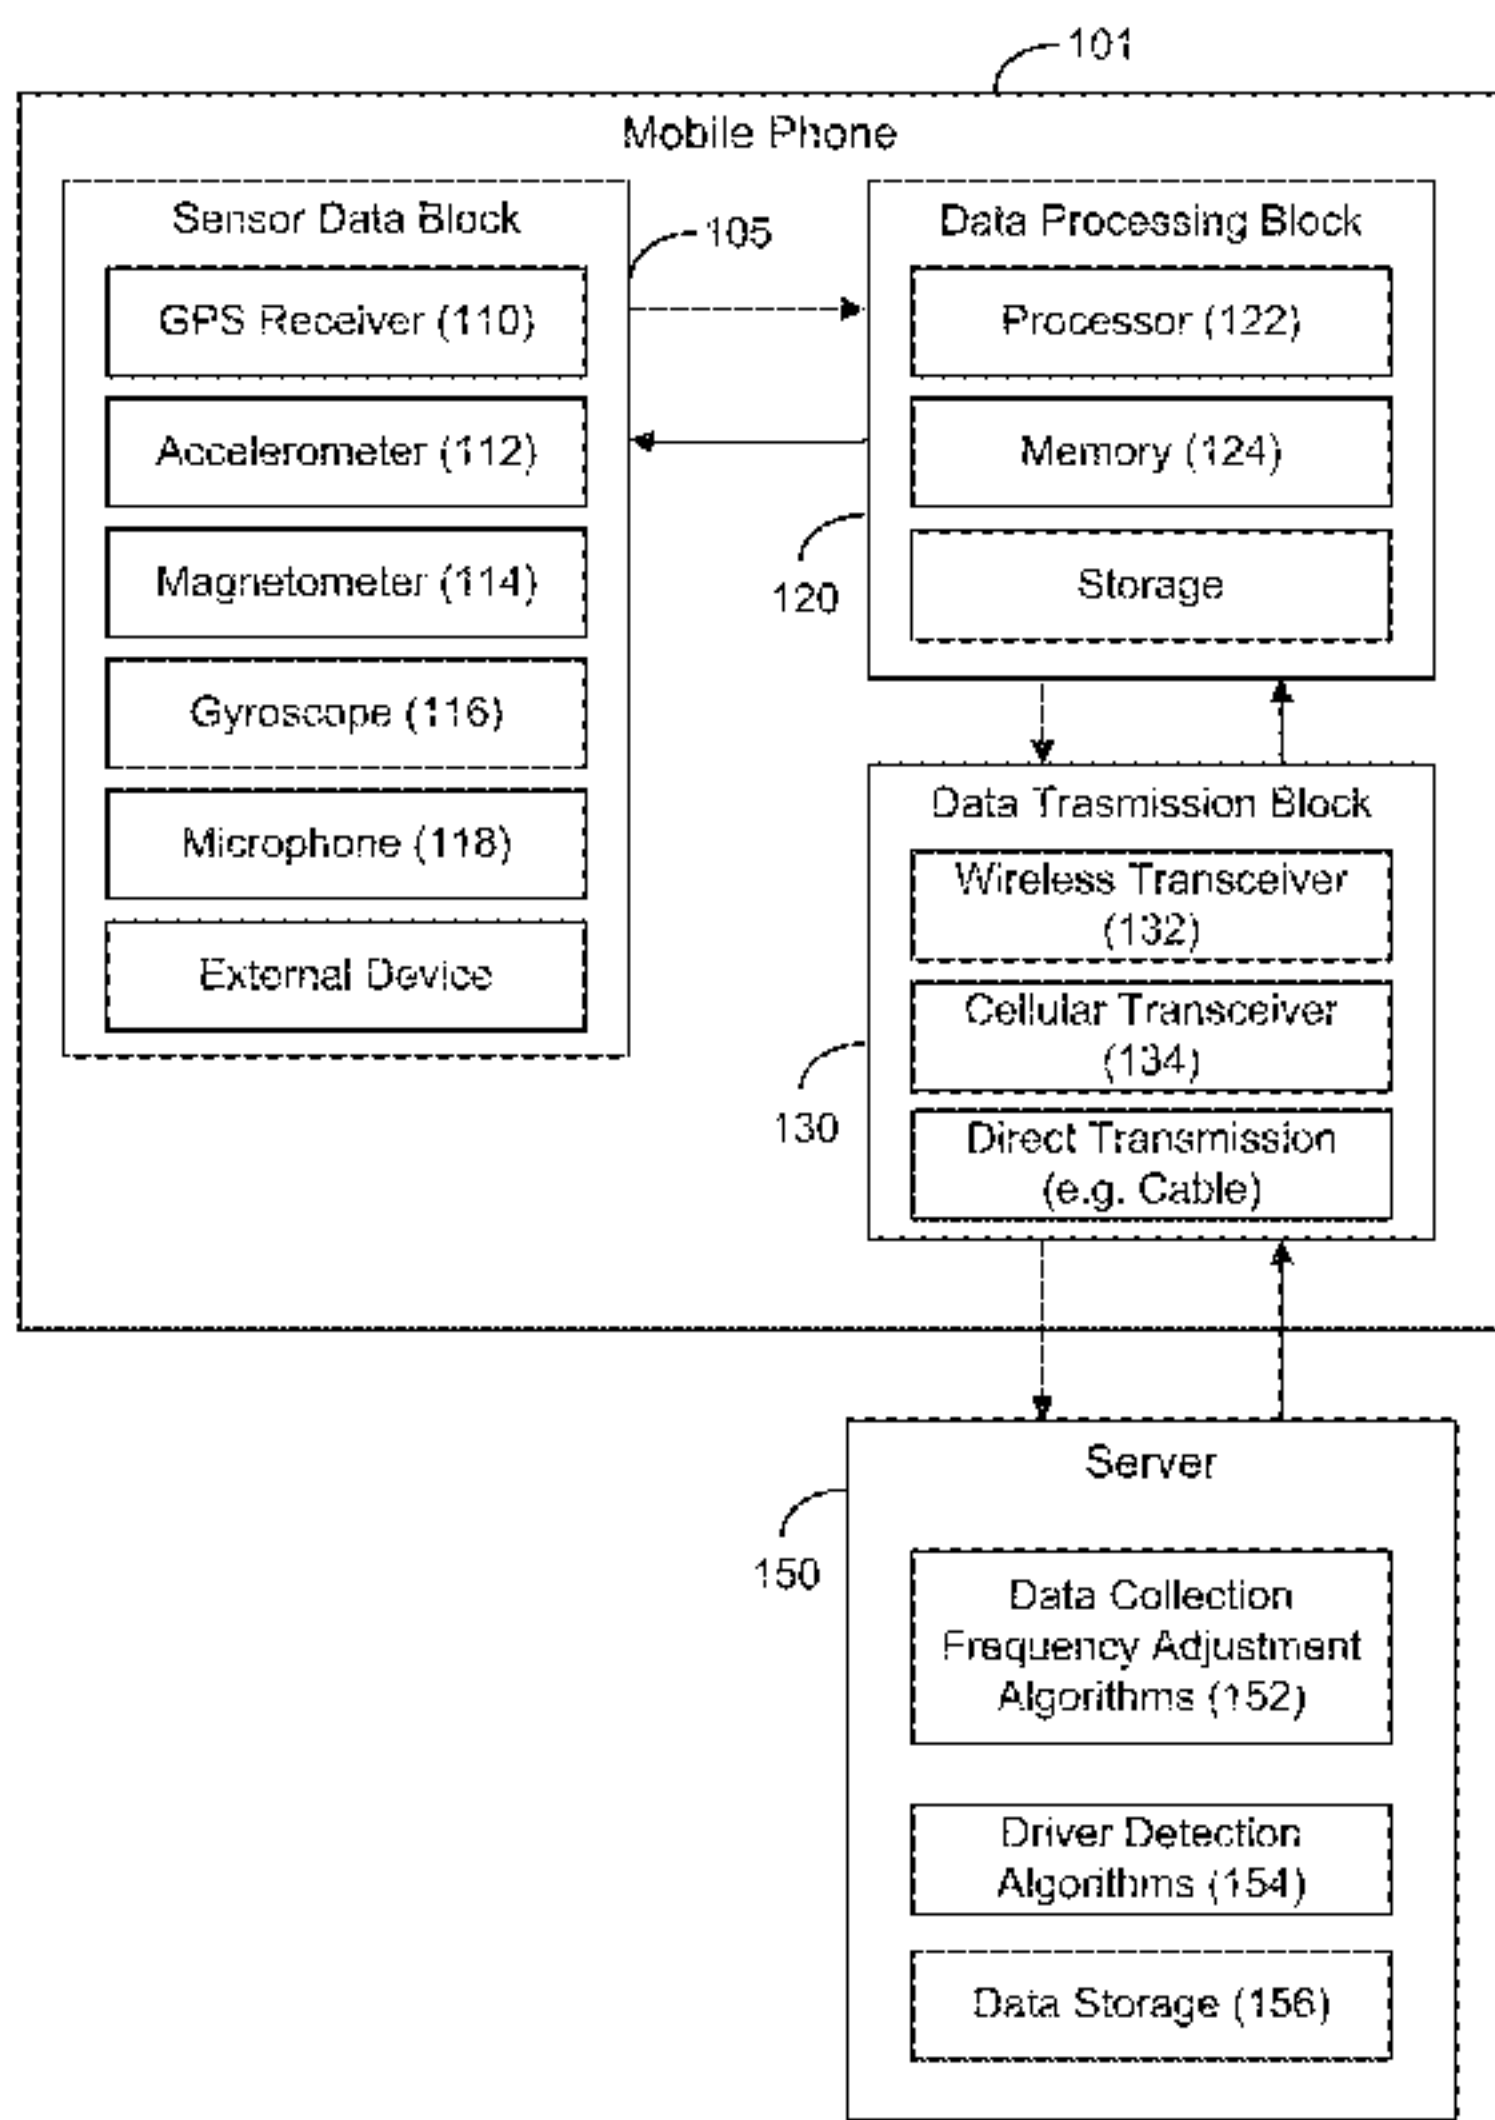 101
Mobile Phone
Sensor Data Block
105
GPS Receiver (110)
Accelerometer (112)
Magnetometer (114)
Gyroscope (116)
Microphone (118)
External Device
Data Processing Block
Processor (122)
Memory (124)
Storage
120
Data Trasmission Block
Wireless Transceiver
(132)
Cellular Transceiver
(134)
Direct Transmission
(e.g. Cable)
130
Server
150
Data Collection
Frequency Adjustment
Algorithms (152)
Driver Detection
Algorithms (154)
Data Storage (156)